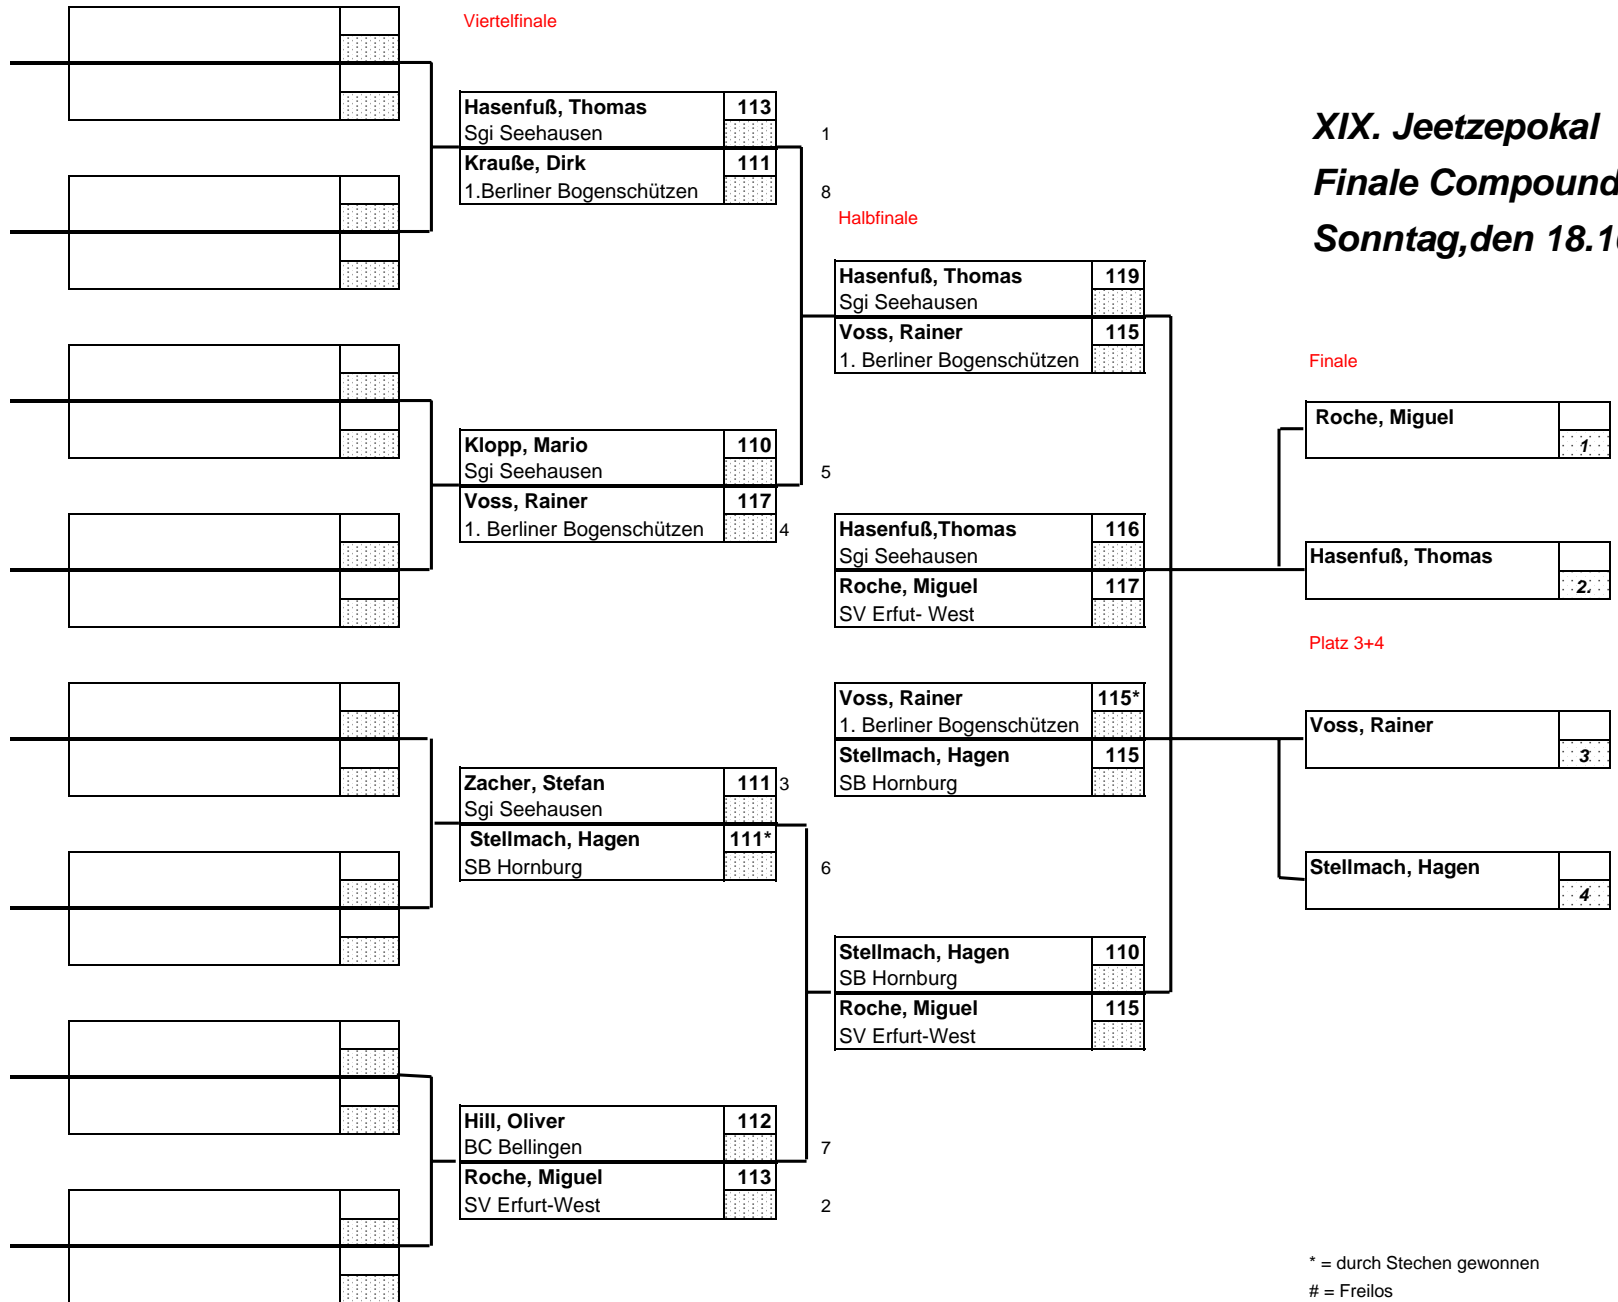 Viertelfinale
Hasenfuß, Thomas 113
Sgi Seehausen 1
Krauße, Dirk 111
1.Berliner Bogenschützen 8
Klopp, Mario 110
Sgi Seehausen 5
Voss, Rainer 117
1. Berliner Bogenschützen 4
Zacher, Stefan 111 3
Sgi Seehausen
Stellmach, Hagen 111*
SB Hornburg 6
Hill, Oliver 112
BC Bellingen 7
Roche, Miguel 113
SV Erfurt-West 2
Halbfinale
Hasenfuß, Thomas 119
Sgi Seehausen
Voss, Rainer 115
1. Berliner Bogenschützen
Hasenfuß,Thomas 116
Sgi Seehausen
Roche, Miguel 117
SV Erfut- West
Voss, Rainer 115*
1. Berliner Bogenschützen
Stellmach, Hagen 115
SB Hornburg
Stellmach, Hagen 110
SB Hornburg
Roche, Miguel 115
SV Erfurt-West
XIX. Jeetzepokal
Finale Compound
Sonntag,den 18.1
Finale
Roche, Miguel
1
Hasenfuß, Thomas
2.
Platz 3+4
Voss, Rainer
3
Stellmach, Hagen
4
* = durch Stechen gewonnen
# = Freilos